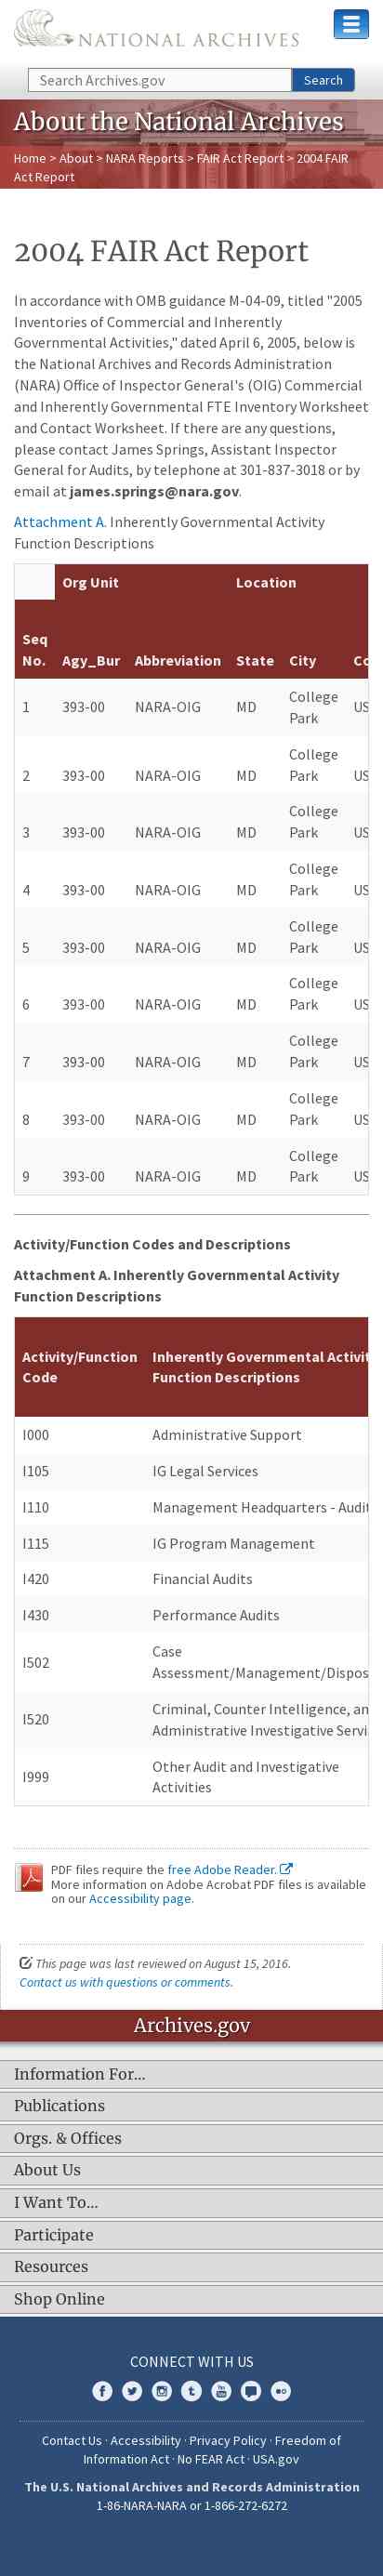 NATIONAL ARCHIVES
Search Archives.gov
Search
About the National Archives
Home > About > NARA Reports > FAIR Act Report > 2004 FAIR
Act Report
2004 FAIR Act Report
In accordance with OMB guidance M-04-09, titled "2005
Inventories of Commercial and Inherently
Governmental Activities," dated April 6, 2005, below is
the National Archives and Records Administration
(NARA) Office of Inspector General's (OIG) Commercial
and Inherently Governmental FTE Inventory Worksheet
and Contact Worksheet. If there are any questions,
please contact James Springs, Assistant Inspector
General for Audits, by telephone at 301-837-3018 or by
email at james.springs@nara.gov.
Attachment A. Inherently Governmental Activity
Function Descriptions
Org Unit Location
Seq
No. Agy_Bur Abbreviation State City Co
1 393-00 NARA-OIG MD College
Park US
2 393-00 NARA-OIG MD College
Park US
3 393-00 NARA-OIG MD College
Park US
4 393-00 NARA-OIG MD College
Park US
5 393-00 NARA-OIG MD College
Park US
6 393-00 NARA-OIG MD College
Park US
7 393-00 NARA-OIG MD College
Park US
8 393-00 NARA-OIG MD College
Park US
9 393-00 NARA-OIG MD College
Park US
Activity/Function Codes and Descriptions
Attachment A. Inherently Governmental Activity
Function Descriptions
Activity/Function Inherently Governmental Activit
Code Function Descriptions
I000 Administrative Support
I105 IG Legal Services
I110 Management Headquarters - Audit
I115 IG Program Management
I420 Financial Audits
I430 Performance Audits
I502 Case
Assessment/Management/Dispos
I520 Criminal, Counter Intelligence, an
Administrative Investigative Servi
I999 Other Audit and Investigative
Activities
PDF files require the free Adobe Reader.
More information on Adobe Acrobat PDF files is available
on our Accessibility page.
This page was last reviewed on August 15, 2016.
Contact us with questions or comments.
Archives.gov
Information For…
Publications
Orgs. & Offices
About Us
I Want To…
Participate
Resources
Shop Online
CONNECT WITH US
Contact Us · Accessibility · Privacy Policy · Freedom of
Information Act · No FEAR Act · USA.gov
The U.S. National Archives and Records Administration
1-86-NARA-NARA or 1-866-272-6272